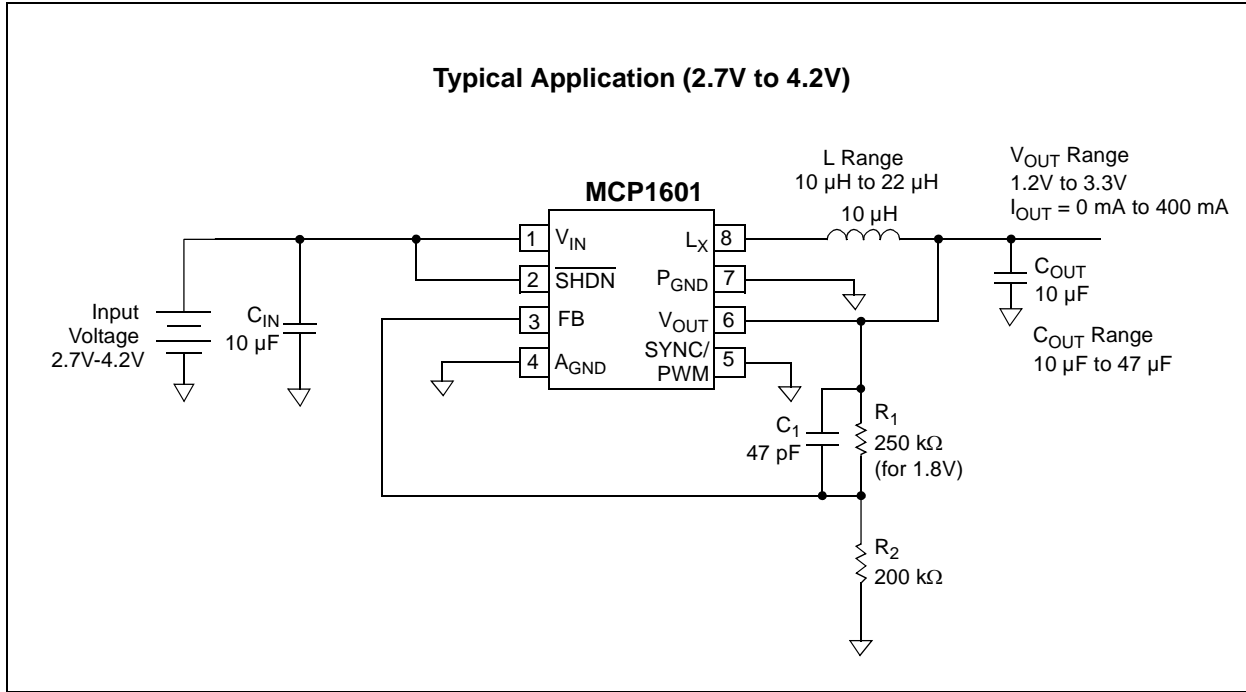 Typical Application (2.7V to 4.2V)
L Range
10 µH to 22 µH
10 µH
VOUT Range
1.2V to 3.3V
IOUT = 0 mA to 400 mA
MCP1601
1 VIN
2 SHDN
3 FB
4 AGND
LX 8
PGND 7
VOUT 6
SYNC/
PWM 5
Input
Voltage
2.7V-4.2V
CIN
10 µF
COUT
10 µF
COUT Range
10 µF to 47 µF
C1
47 pF
R1
250 kΩ
(for 1.8V)
R2
200 kΩ